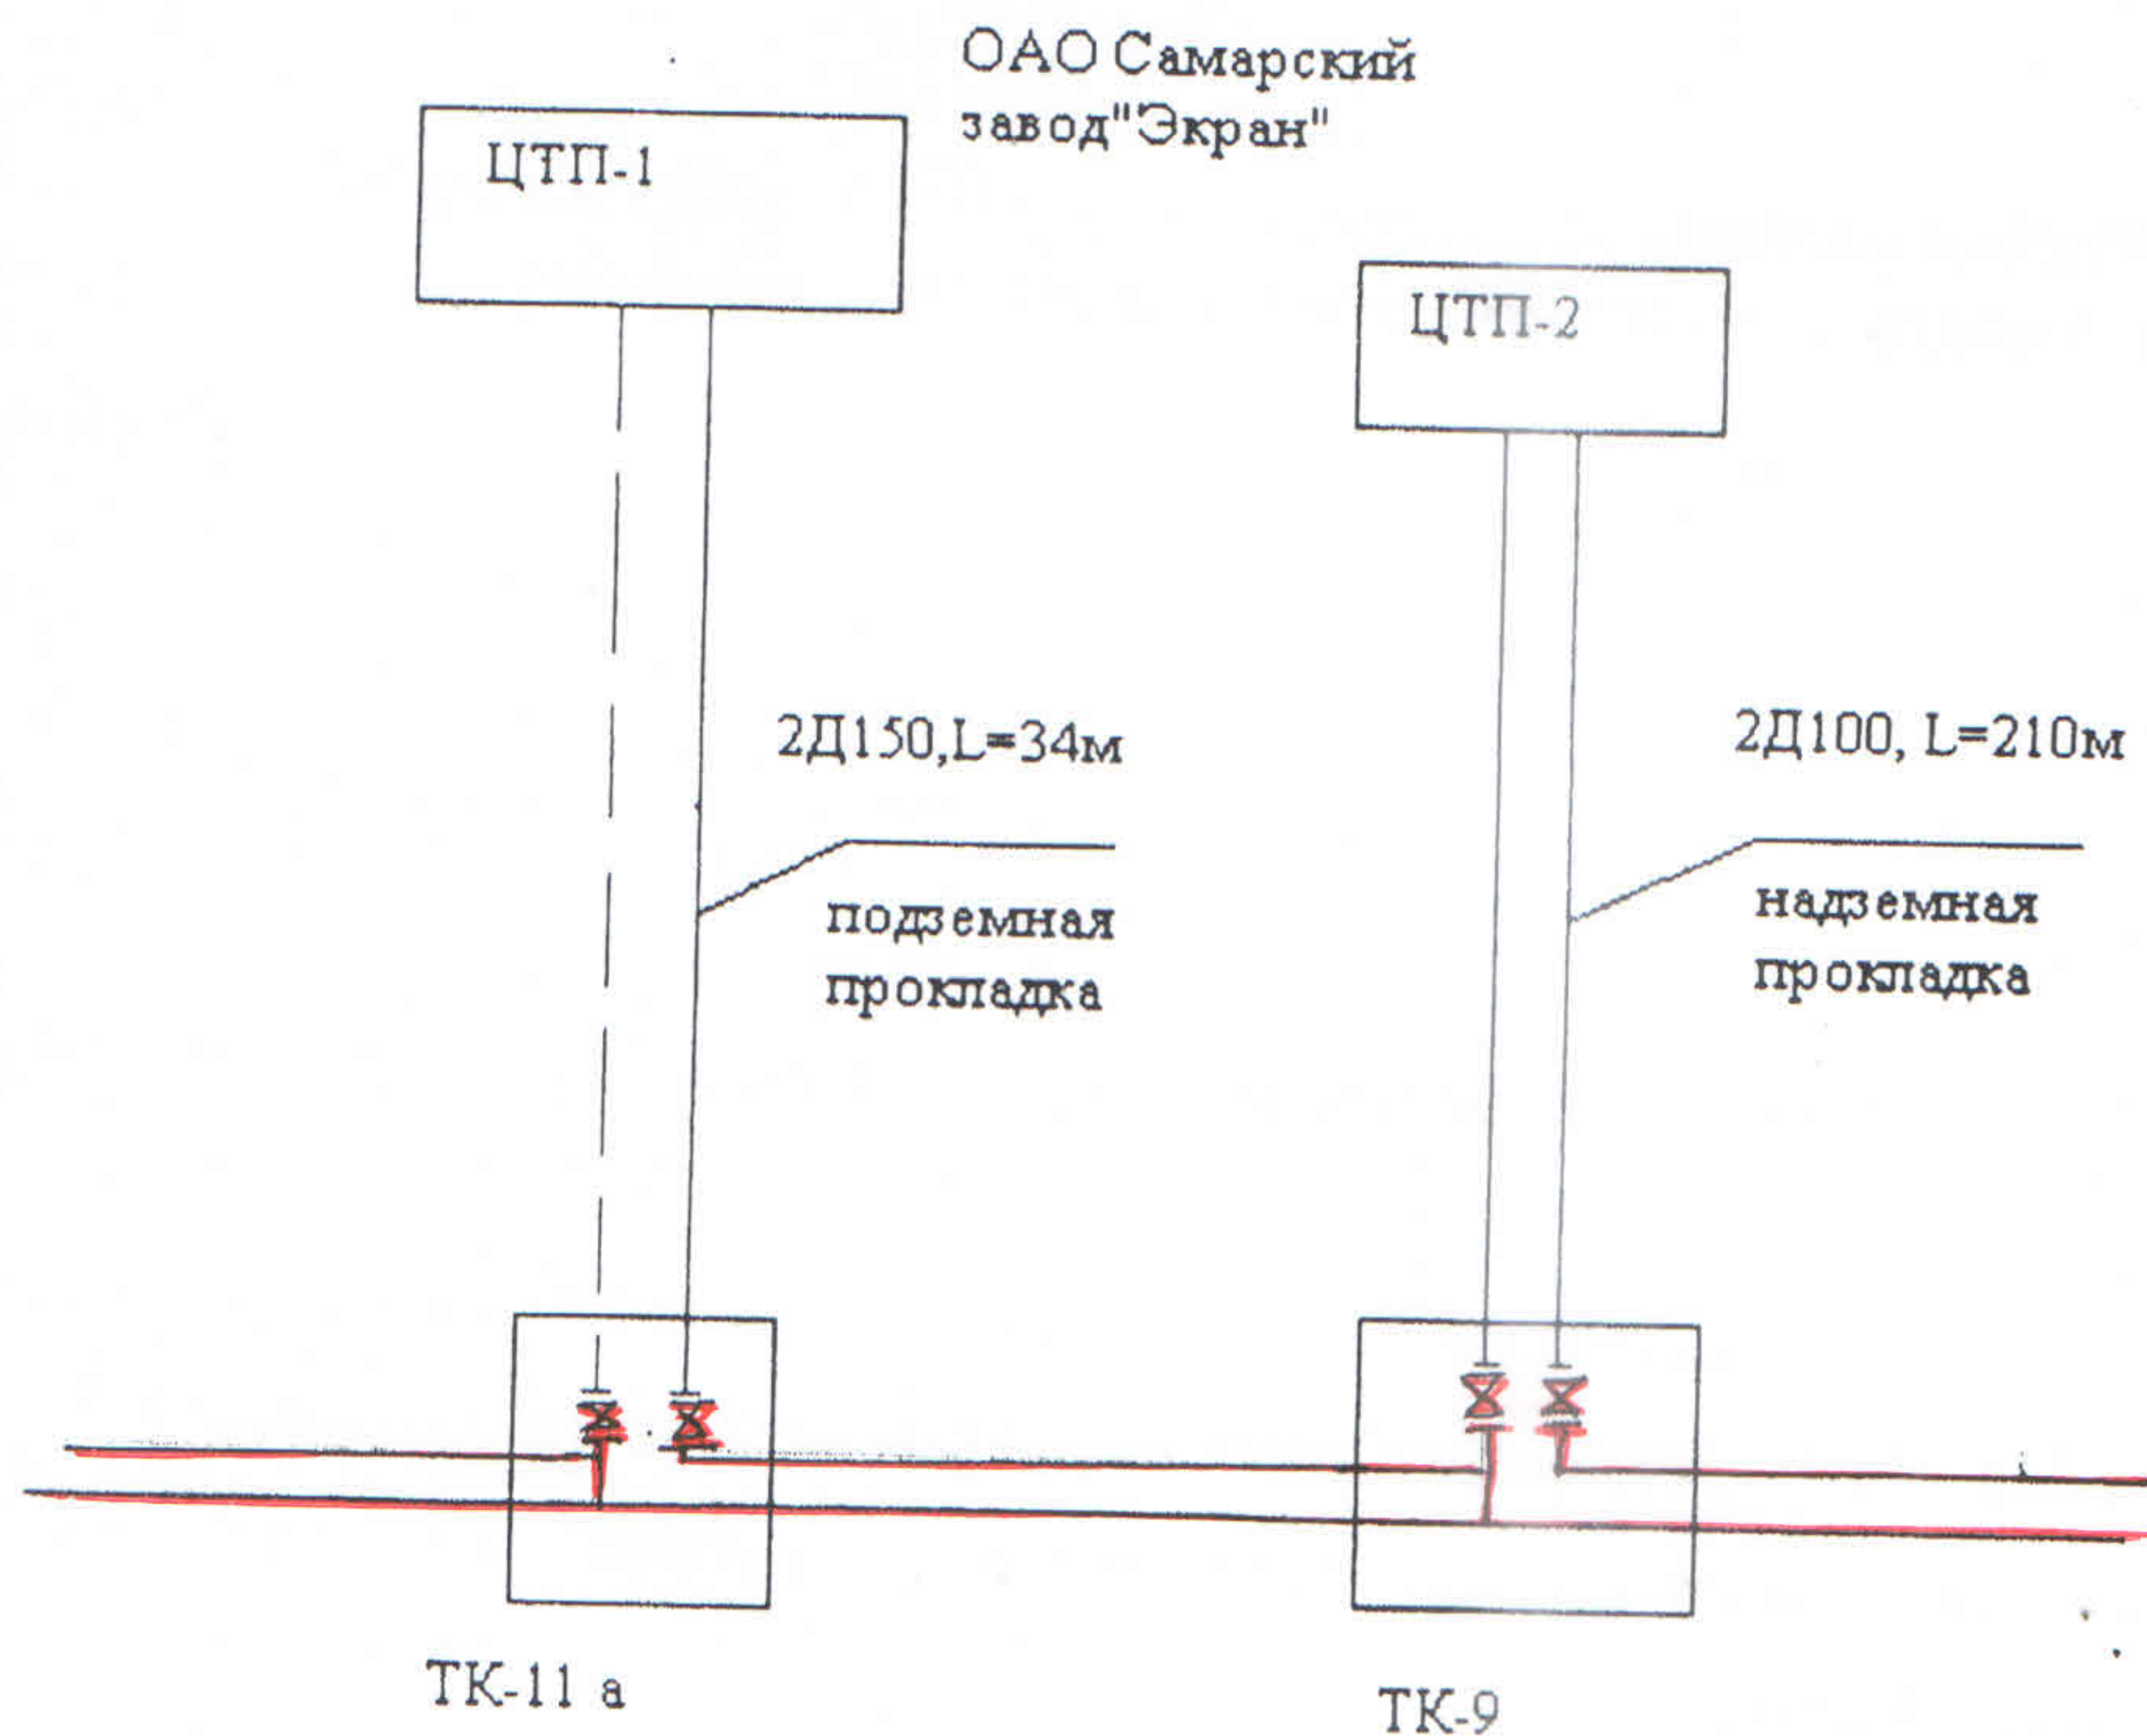 ОАО Самарский
завод"Экран"
ЦТП-1
ЦТП-2
2Д150,L=34м
2Д100, L=210м
подземная
прокладка
надземная
прокладка
ТК-11 а
ТК-9